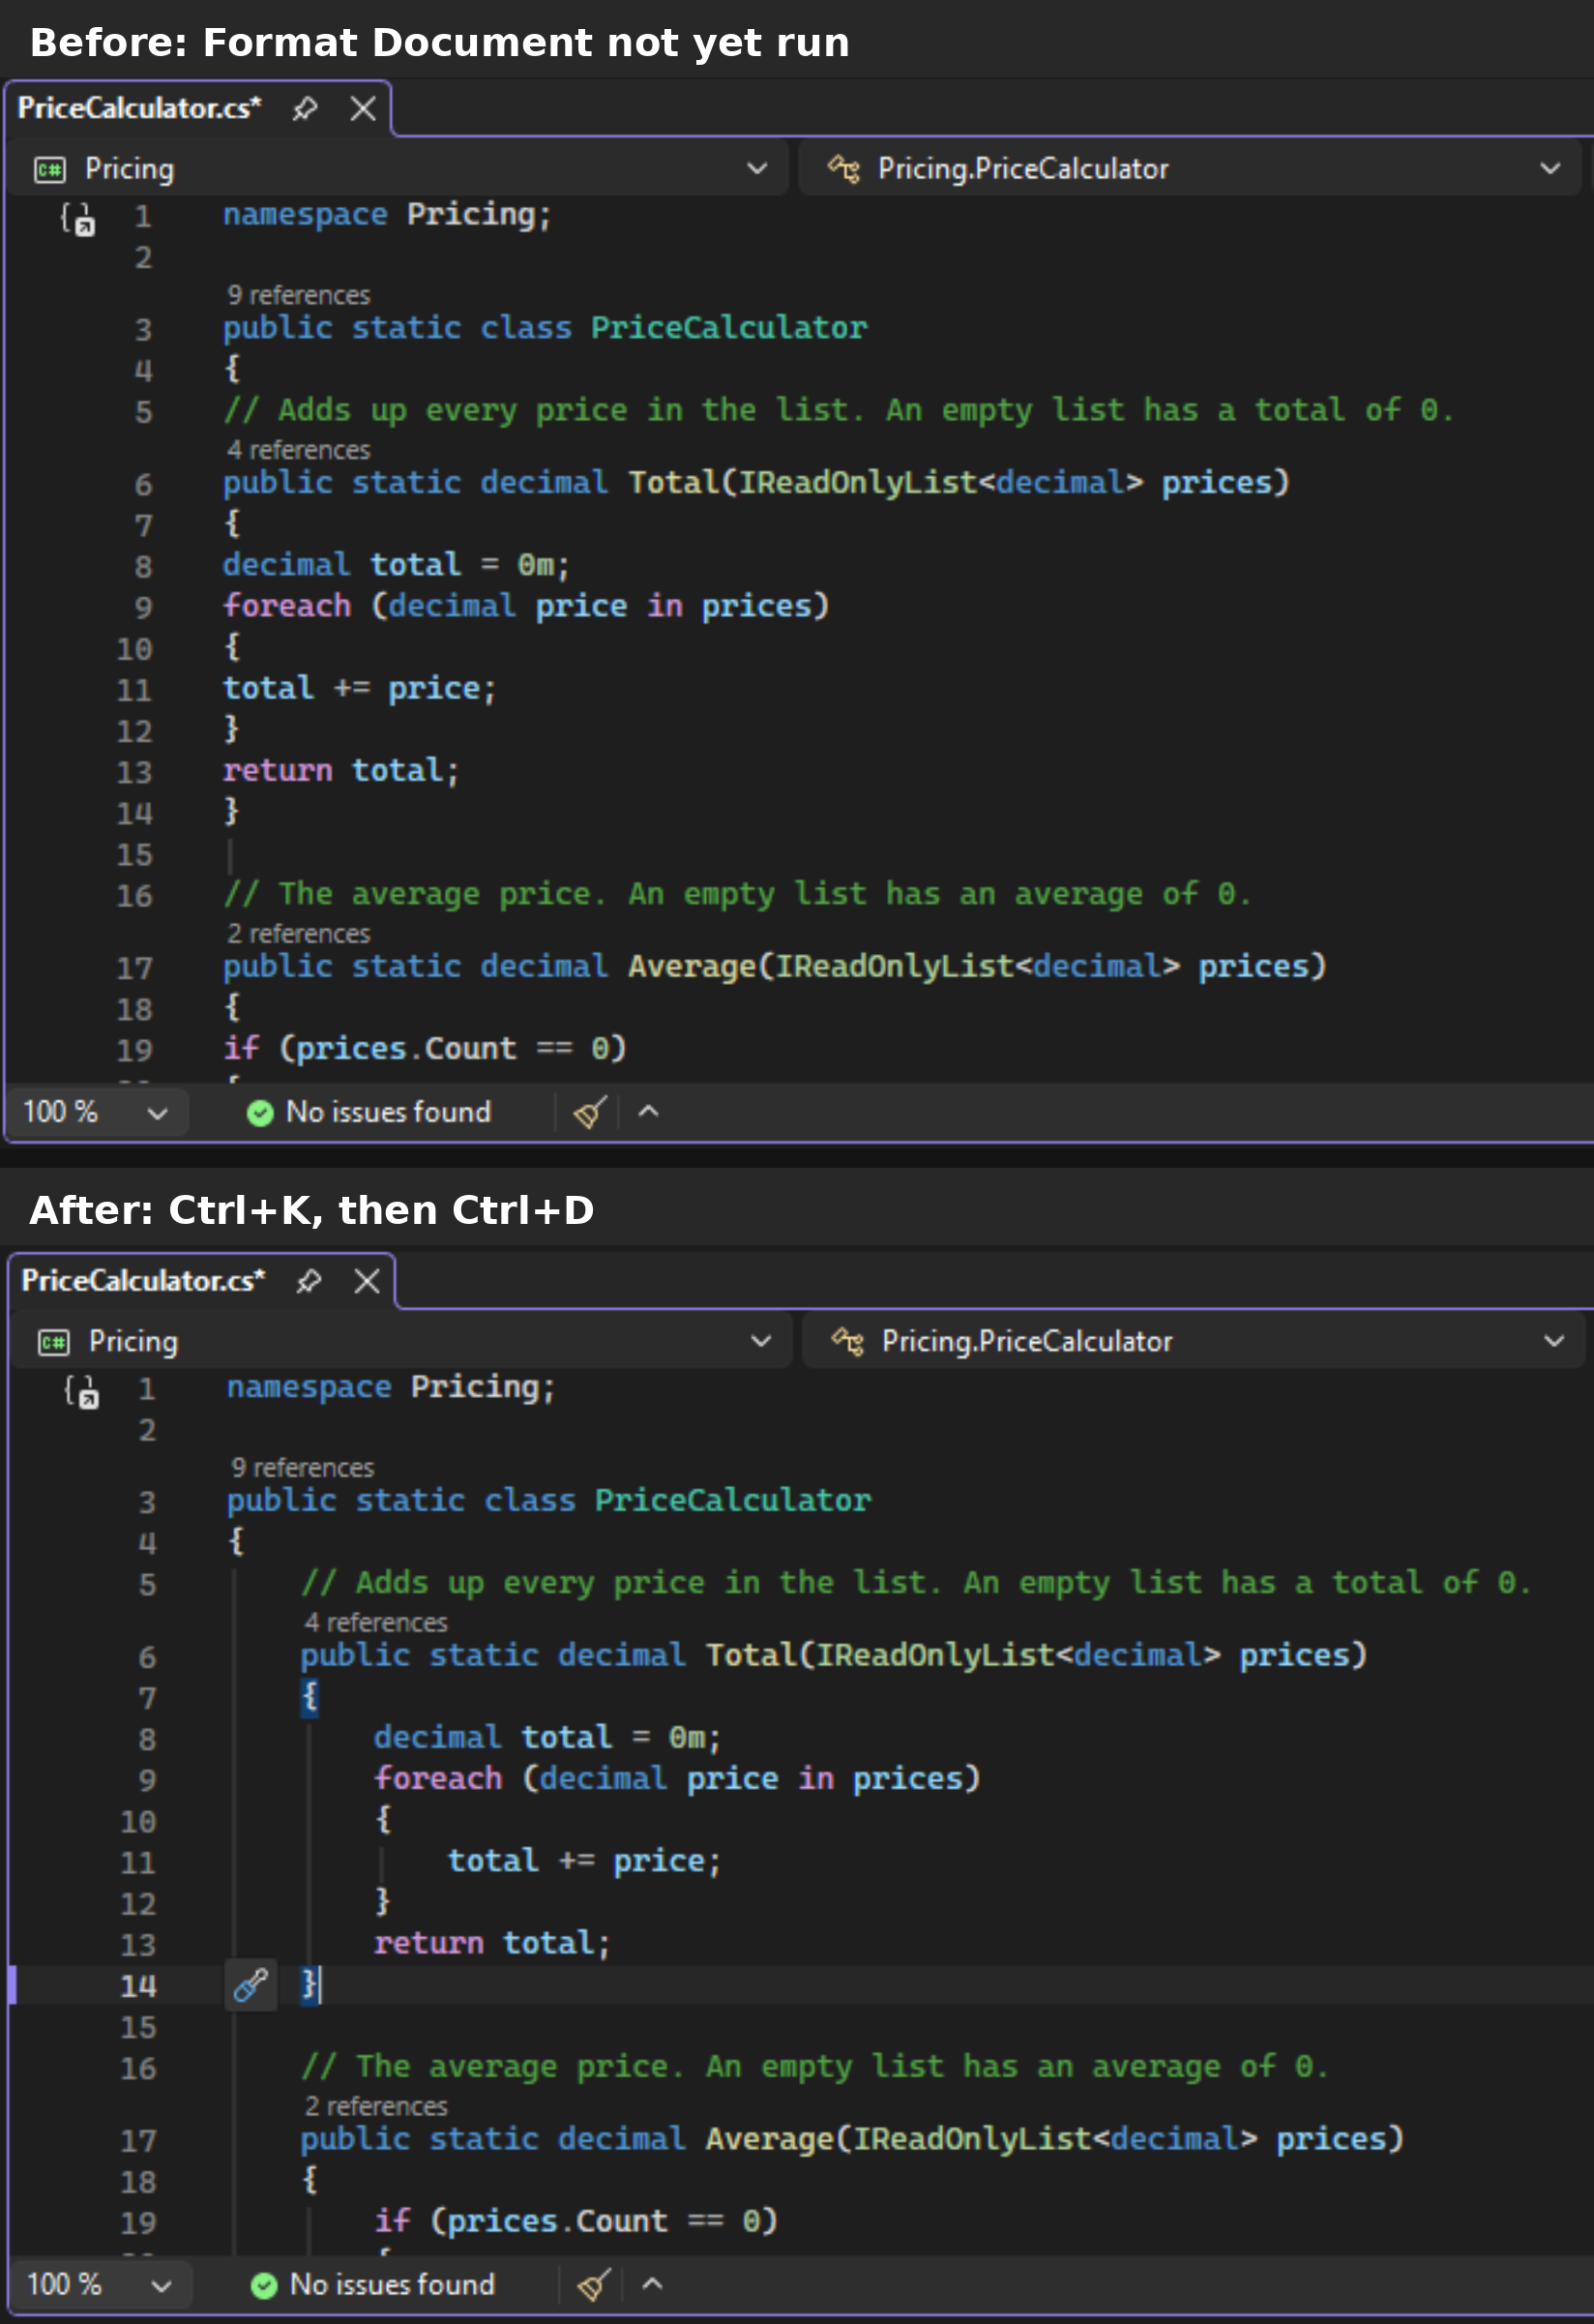 Before: Format Document not yet run
PriceCalculator.cs*
C# Pricing Pricing.PriceCalculator
1 namespace Pricing;
2
9 references
3 public static class PriceCalculator
4 {
5 // Adds up every price in the list. An empty list has a total of 0.
4 references
6 public static decimal Total(IReadOnlyList<decimal> prices)
7 {
8 decimal total = 0m;
9 foreach (decimal price in prices)
10 {
11 total += price;
12 }
13 return total;
14 }
15
16 // The average price. An empty list has an average of 0.
2 references
17 public static decimal Average(IReadOnlyList<decimal> prices)
18 {
19 if (prices.Count == 0)
100 % No issues found
After: Ctrl+K, then Ctrl+D
PriceCalculator.cs*
C# Pricing Pricing.PriceCalculator
1 namespace Pricing;
2
9 references
3 public static class PriceCalculator
4 {
5     // Adds up every price in the list. An empty list has a total of 0.
4 references
6     public static decimal Total(IReadOnlyList<decimal> prices)
7     {
8         decimal total = 0m;
9         foreach (decimal price in prices)
10         {
11             total += price;
12         }
13         return total;
14     }
15
16     // The average price. An empty list has an average of 0.
2 references
17     public static decimal Average(IReadOnlyList<decimal> prices)
18     {
19         if (prices.Count == 0)
100 % No issues found